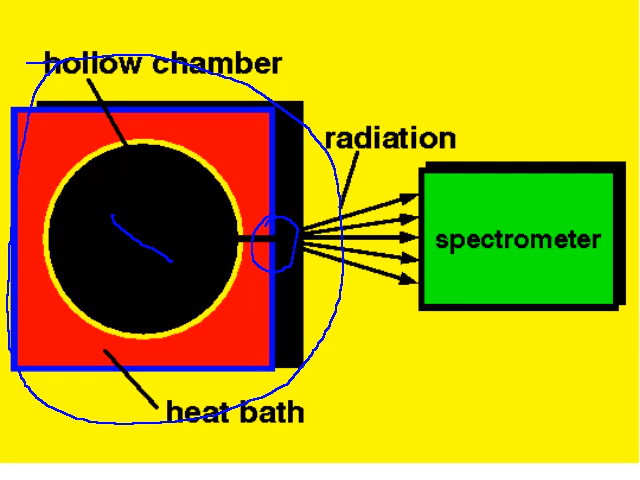 hollow chamber
radiation
spectrometer
heat bath